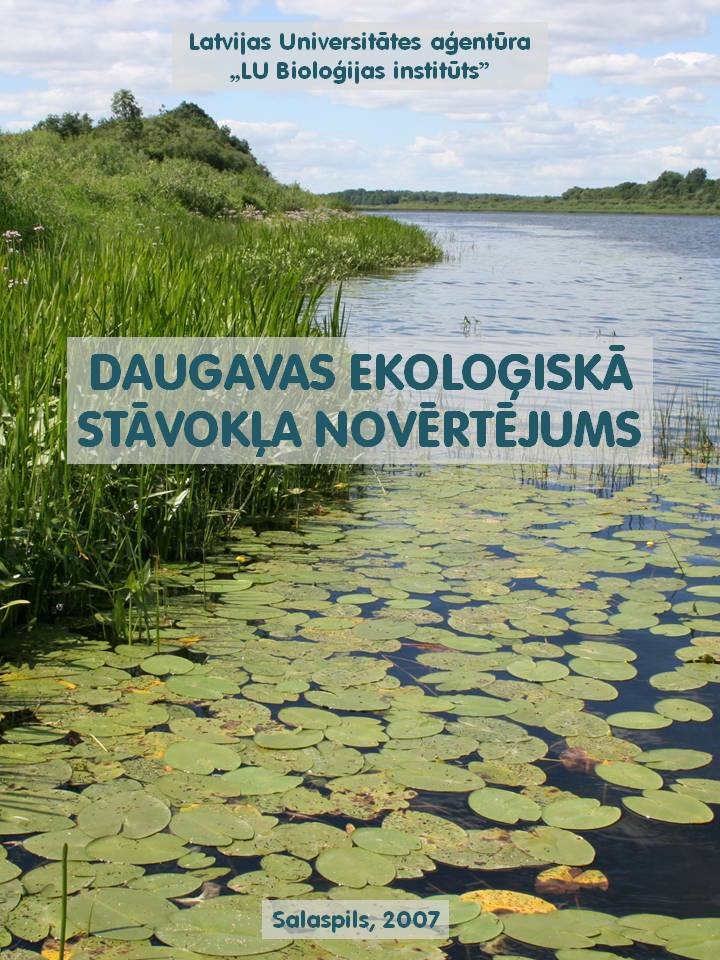 Latvijas Universitātes aģentūra
„LU Bioloģijas institūts”
DAUGAVAS EKOLOĢISKĀ
STĀVOKĻA NOVĒRTĒJUMS
Salaspils, 2007